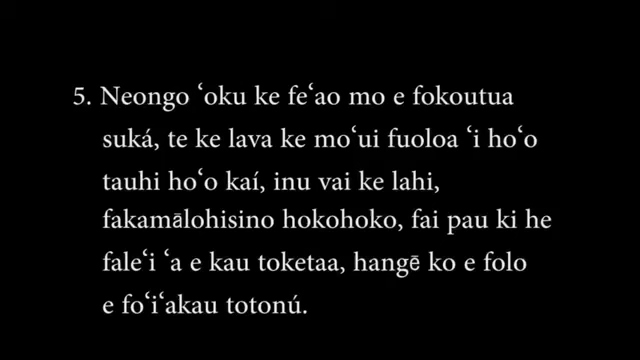 5. Neongo ʻoku ke feʻao mo e fokoutua
suká, te ke lava ke moʻui fuoloa ʻi hoʻo
tauhi hoʻo kaí, inu vai ke lahi,
fakamālohisino hokohoko, fai pau ki he
faleʻi ʻa e kau toketaa, hangē ko e folo
e foʻiʻakau totonú.